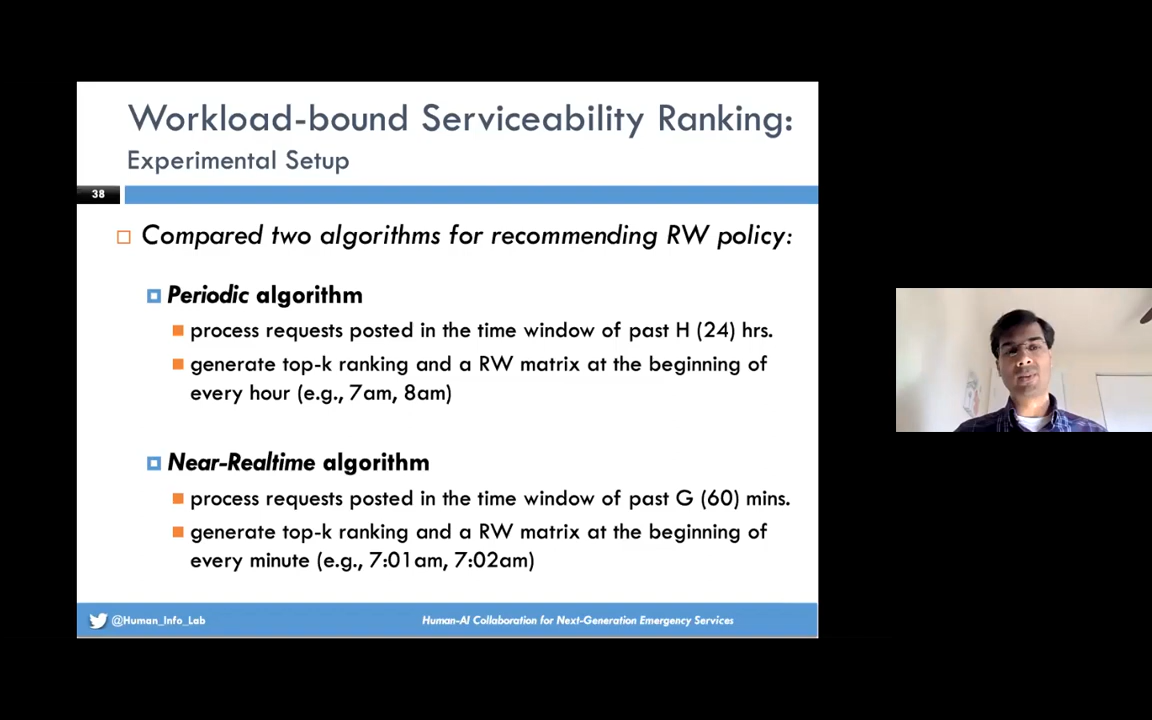 Workload-bound Serviceability Ranking:
Experimental Setup
38
Compared two algorithms for recommending RW policy:
Periodic algorithm
process requests posted in the time window of past H (24) hrs.
generate top-k ranking and a RW matrix at the beginning of
every hour (e.g., 7am, 8am)
Near-Realtime algorithm
process requests posted in the time window of past G (60) mins.
generate top-k ranking and a RW matrix at the beginning of
every minute (e.g., 7:01am, 7:02am)
@Human_Info_Lab
Human-AI Collaboration for Next-Generation Emergency Services